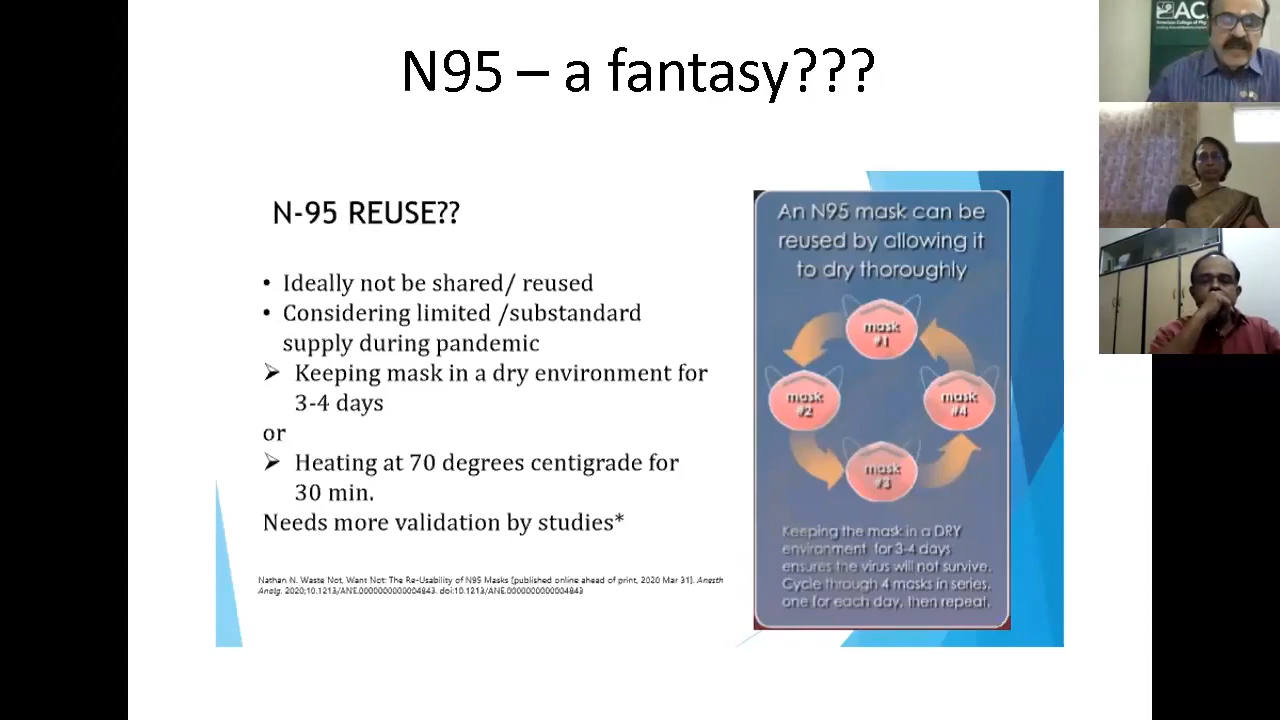 N95 – a fantasy???
N-95 REUSE??
• Ideally not be shared/ reused
• Considering limited /substandard
supply during pandemic
➢ Keeping mask in a dry environment for
3-4 days
or
➢ Heating at 70 degrees centigrade for
30 min.
Needs more validation by studies*
Nathan N. Waste Not, Want Not: The Re-Usability of N95 Masks [published online ahead of print, 2020 Mar 31]. Anesth
Analg. 2020;10.1213/ANE.0000000000004843. doi:10.1213/ANE.0000000000004843
An N95 mask can be
reused by allowing it
to dry thoroughly
mask
#1
mask
#2
mask
#4
mask
#3
Keeping the mask in a DRY
environment for 3-4 days
ensures the virus will not survive.
Cycle through 4 masks in series,
one for each day, then repeat.
AC
American College of Phy